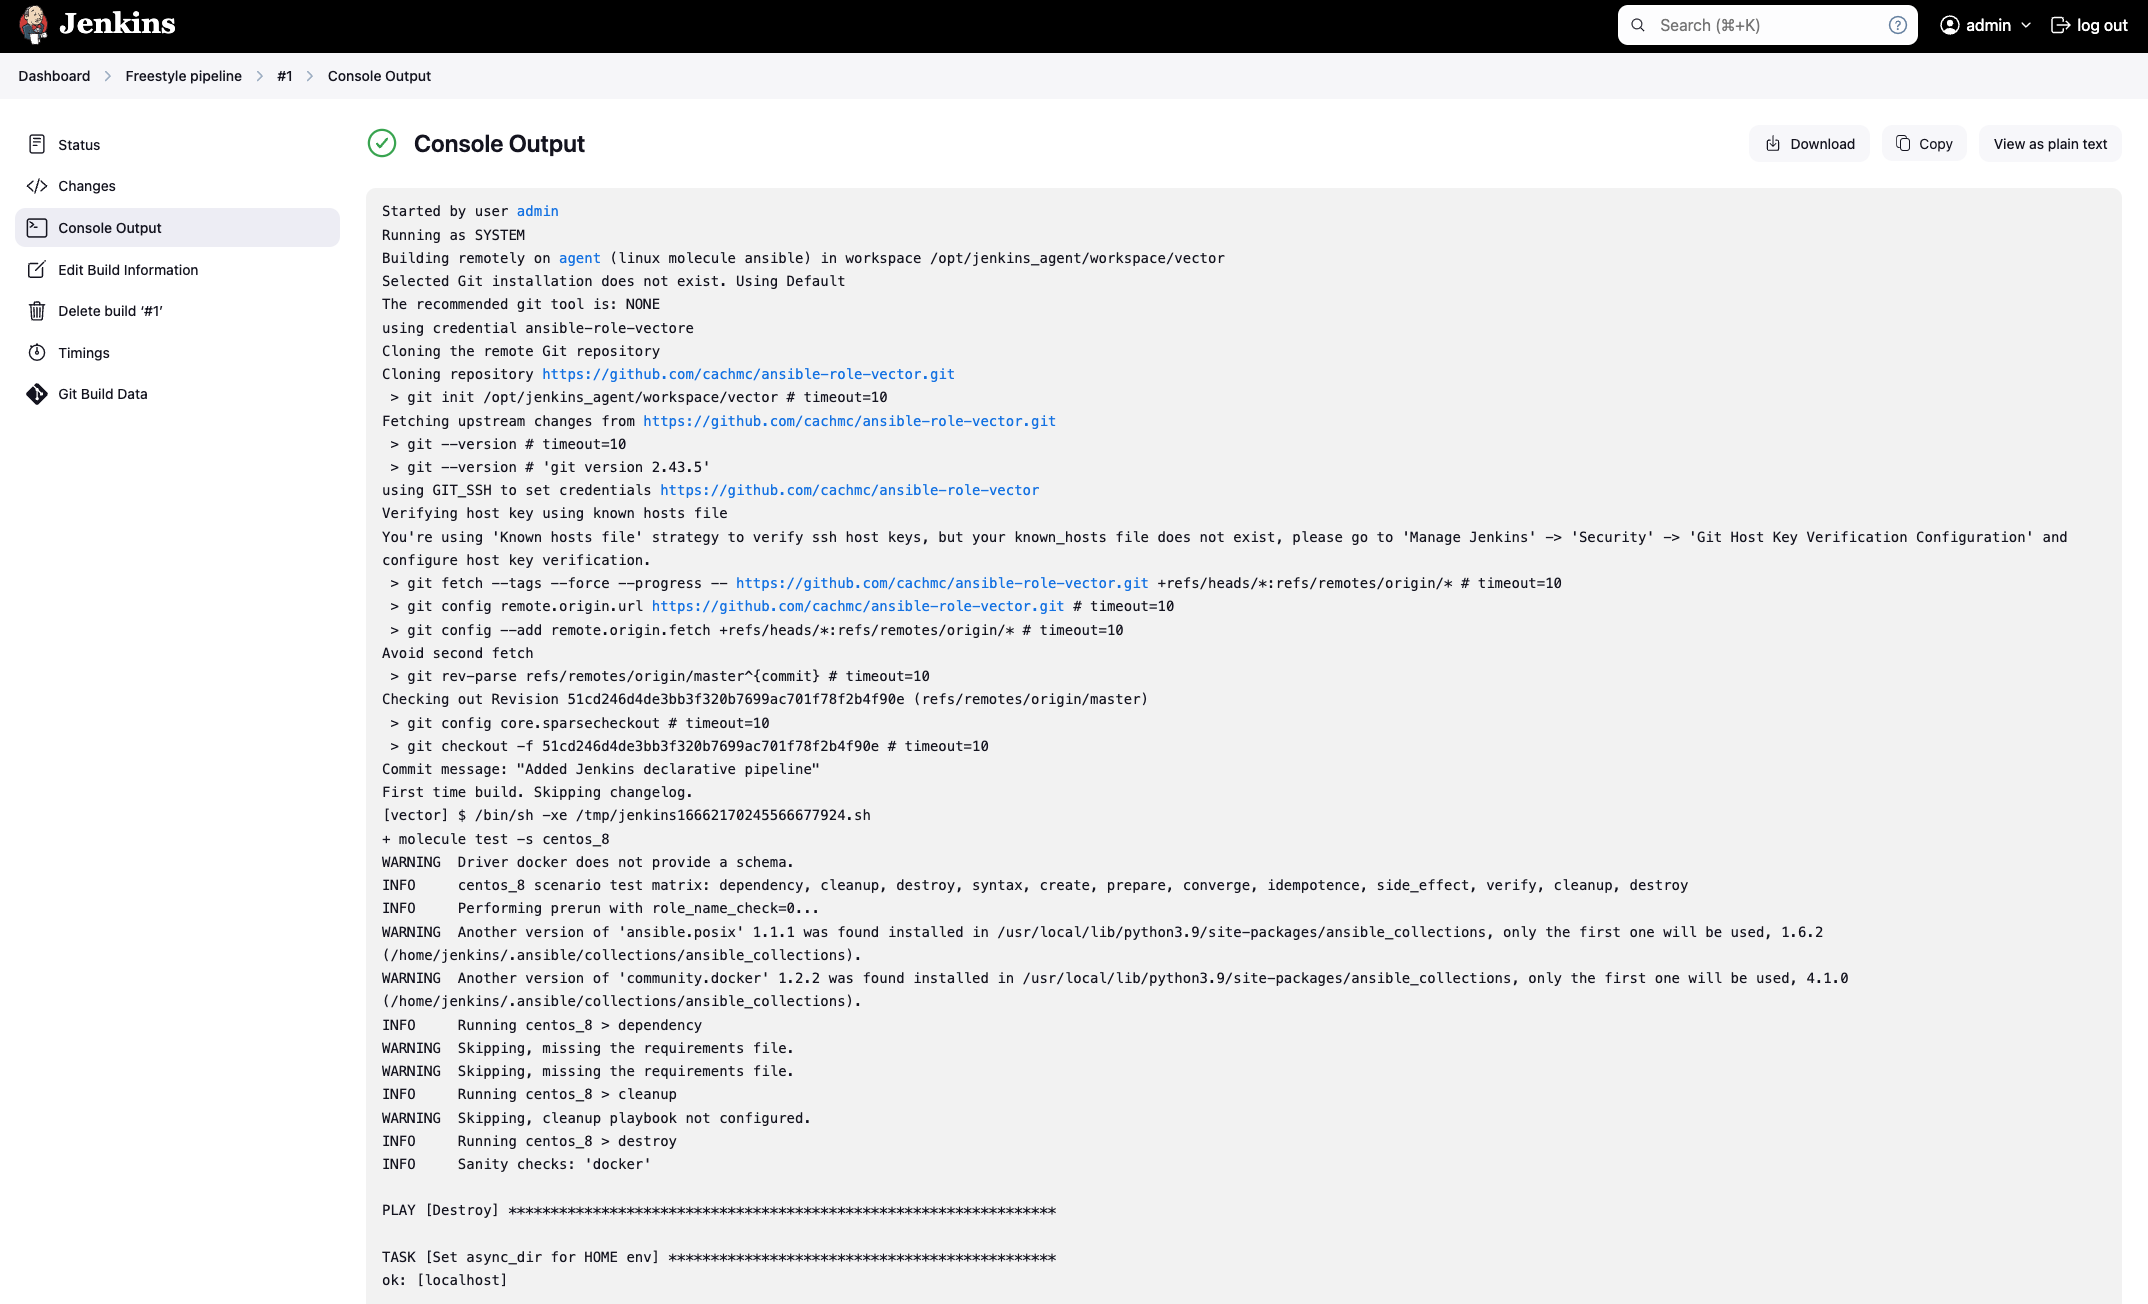 Jenkins
Search (⌘+K)
admin
log out
Dashboard > Freestyle pipeline > #1 > Console Output
Status
Changes
Console Output
Edit Build Information
Delete build ‘#1’
Timings
Git Build Data
Console Output
Download
Copy
View as plain text
Started by user admin
Running as SYSTEM
Building remotely on agent (linux molecule ansible) in workspace /opt/jenkins_agent/workspace/vector
Selected Git installation does not exist. Using Default
The recommended git tool is: NONE
using credential ansible-role-vectore
Cloning the remote Git repository
Cloning repository https://github.com/cachmc/ansible-role-vector.git
 > git init /opt/jenkins_agent/workspace/vector # timeout=10
Fetching upstream changes from https://github.com/cachmc/ansible-role-vector.git
 > git --version # timeout=10
 > git --version # 'git version 2.43.5'
using GIT_SSH to set credentials https://github.com/cachmc/ansible-role-vector
Verifying host key using known hosts file
You're using 'Known hosts file' strategy to verify ssh host keys, but your known_hosts file does not exist, please go to 'Manage Jenkins' -> 'Security' -> 'Git Host Key Verification Configuration' and
configure host key verification.
 > git fetch --tags --force --progress -- https://github.com/cachmc/ansible-role-vector.git +refs/heads/*:refs/remotes/origin/* # timeout=10
 > git config remote.origin.url https://github.com/cachmc/ansible-role-vector.git # timeout=10
 > git config --add remote.origin.fetch +refs/heads/*:refs/remotes/origin/* # timeout=10
Avoid second fetch
 > git rev-parse refs/remotes/origin/master^{commit} # timeout=10
Checking out Revision 51cd246d4de3bb3f320b7699ac701f78f2b4f90e (refs/remotes/origin/master)
 > git config core.sparsecheckout # timeout=10
 > git checkout -f 51cd246d4de3bb3f320b7699ac701f78f2b4f90e # timeout=10
Commit message: "Added Jenkins declarative pipeline"
First time build. Skipping changelog.
[vector] $ /bin/sh -xe /tmp/jenkins16662170245566677924.sh
+ molecule test -s centos_8
WARNING  Driver docker does not provide a schema.
INFO     centos_8 scenario test matrix: dependency, cleanup, destroy, syntax, create, prepare, converge, idempotence, side_effect, verify, cleanup, destroy
INFO     Performing prerun with role_name_check=0...
WARNING  Another version of 'ansible.posix' 1.1.1 was found installed in /usr/local/lib/python3.9/site-packages/ansible_collections, only the first one will be used, 1.6.2
(/home/jenkins/.ansible/collections/ansible_collections).
WARNING  Another version of 'community.docker' 1.2.2 was found installed in /usr/local/lib/python3.9/site-packages/ansible_collections, only the first one will be used, 4.1.0
(/home/jenkins/.ansible/collections/ansible_collections).
INFO     Running centos_8 > dependency
WARNING  Skipping, missing the requirements file.
WARNING  Skipping, missing the requirements file.
INFO     Running centos_8 > cleanup
WARNING  Skipping, cleanup playbook not configured.
INFO     Running centos_8 > destroy
INFO     Sanity checks: 'docker'
PLAY [Destroy] *****************************************************************
TASK [Set async_dir for HOME env] **********************************************
ok: [localhost]